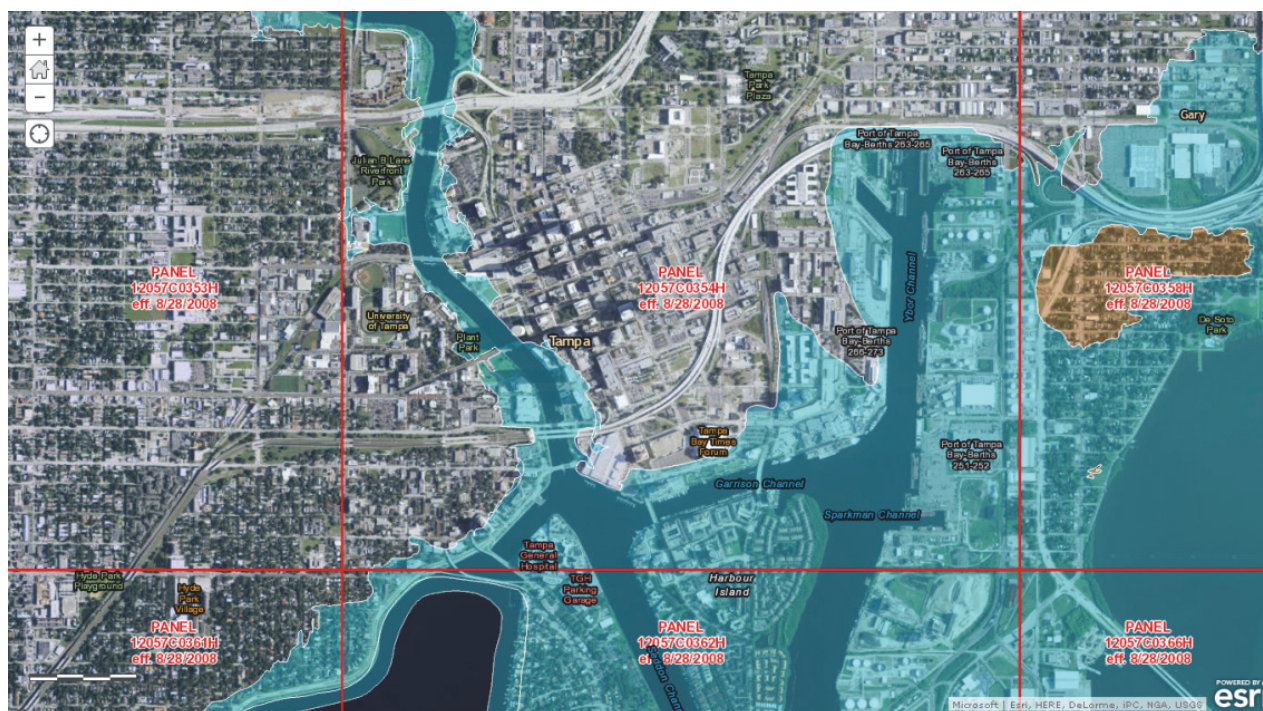 +
−
Tampa
Park
Plaza
Gary
Port of Tampa
Bay-Berths 263-265
Port of Tampa
Bay-Berths
263-265
Julian B Lane
Riverfront
Park
Ybor Channel
PANEL
12057C0353H
eff. 8/28/2008
PANEL
12057C0354H
eff. 8/28/2008
PANEL
12057C0358H
eff. 8/28/2008
University
of Tampa
Plant
Park
Tampa
Port of Tampa
Bay-Berths
266-273
De Soto
Park
Tampa
Bay Times
Forum
Port of Tampa
Bay-Berths
251-252
Garrison Channel
Sparkman Channel
Tampa
General
Hospital
TGH
Parking
Garage
Harbour
Island
Hyde Park
Playground
Hyde
Park
Village
PANEL
12057C0361H
eff. 8/28/2008
PANEL
12057C0362H
eff. 8/28/2008
PANEL
12057C0366H
eff. 8/28/2008
Microsoft | Esri, HERE, DeLorme, iPC, NGA, USGS
POWERED BY
esr